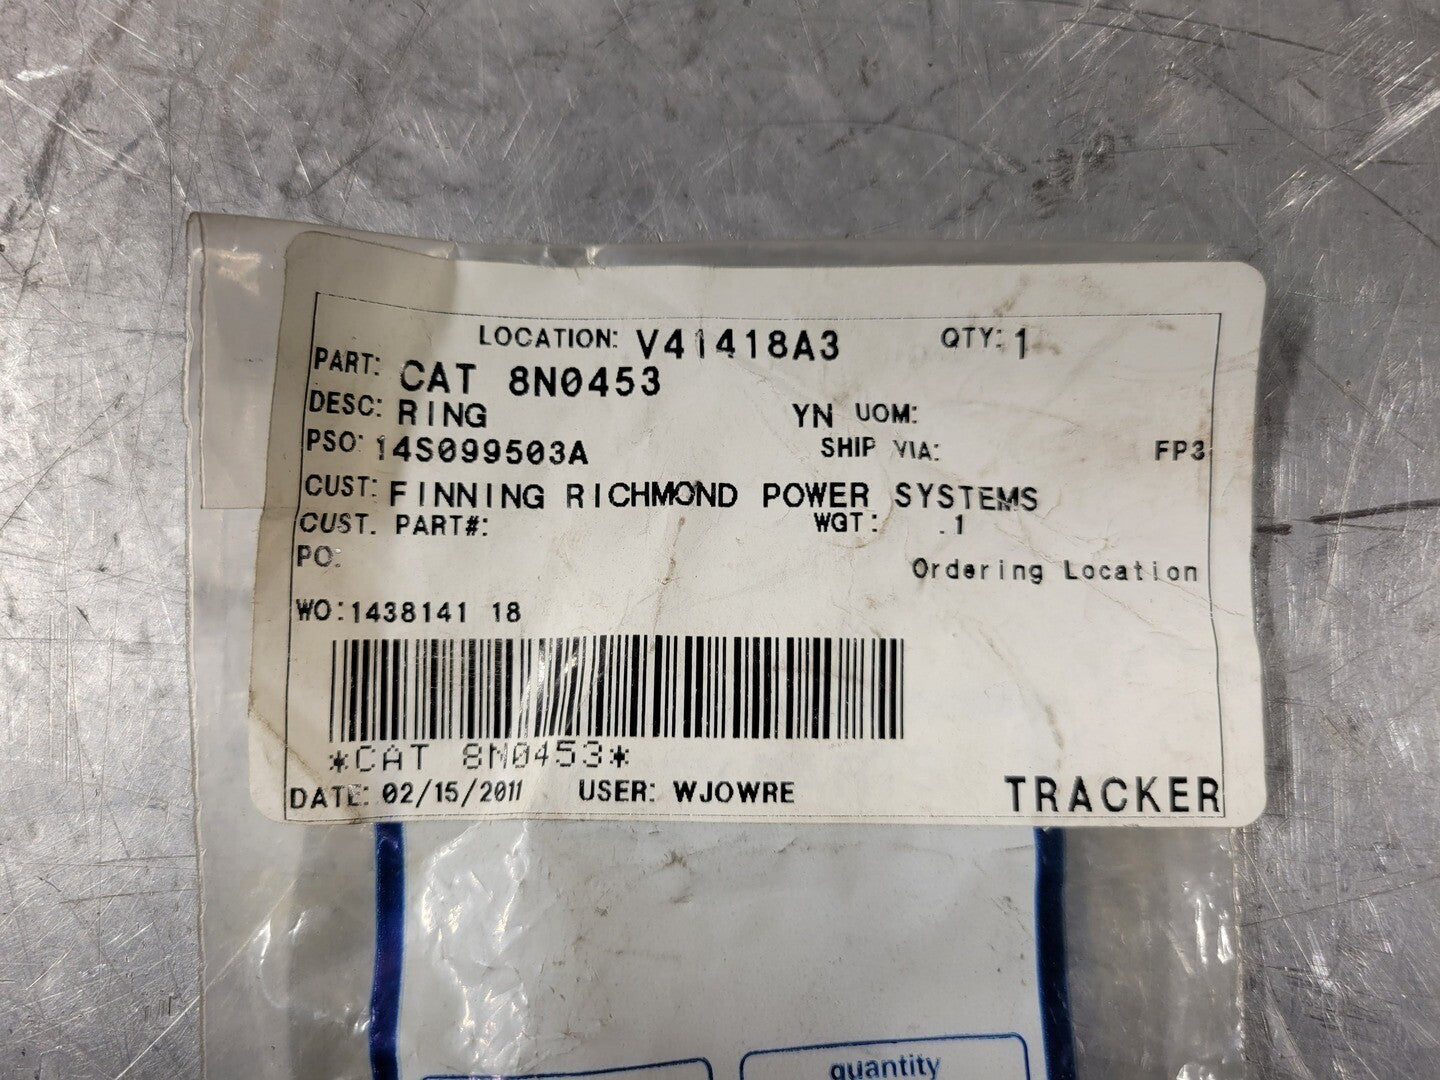 LOCATION: V41418A3 QTY: 1
PART: CAT 8N0453
DESC: RING YN UOM:
PSO: 14S099503A SHIP VIA: FP3
CUST: FINNING RICHMOND POWER SYSTEMS
CUST. PART#: WGT: .1
PO:
Ordering Location
WO:1438141 18
*CAT 8N0453*
DATE: 02/15/2011 USER: WJOWRE TRACKER
quantity